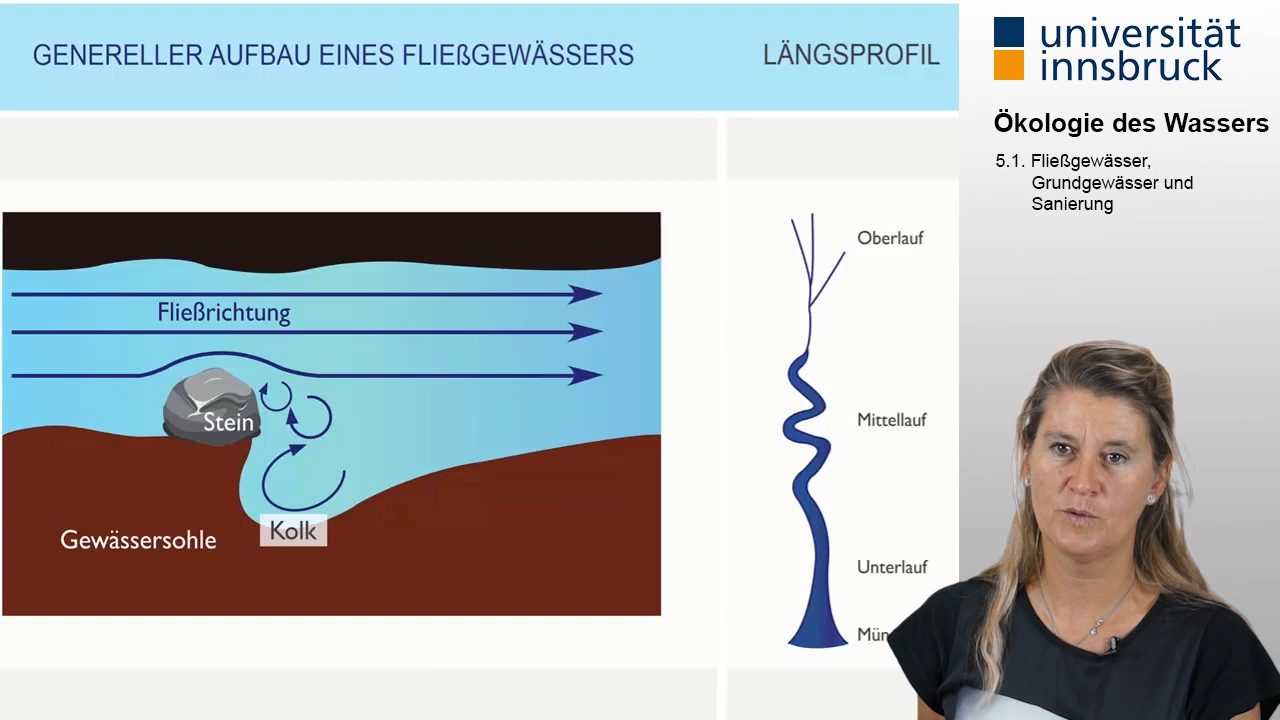 GENERELLER AUFBAU EINES FLIEßGEWÄSSERS
LÄNGSPROFIL
universität
innsbruck
Ökologie des Wassers
5.1. Fließgewässer,
Grundgewässer und
Sanierung
Fließrichtung
Stein
Kolk
Gewässersohle
Oberlauf
Mittellauf
Unterlauf
Mün